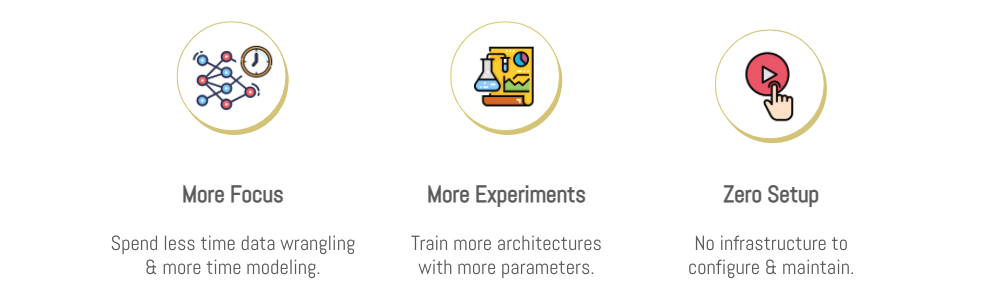 More Focus
Spend less time data wrangling
& more time modeling.
More Experiments
Train more architectures
with more parameters.
Zero Setup
No infrastructure to
configure & maintain.